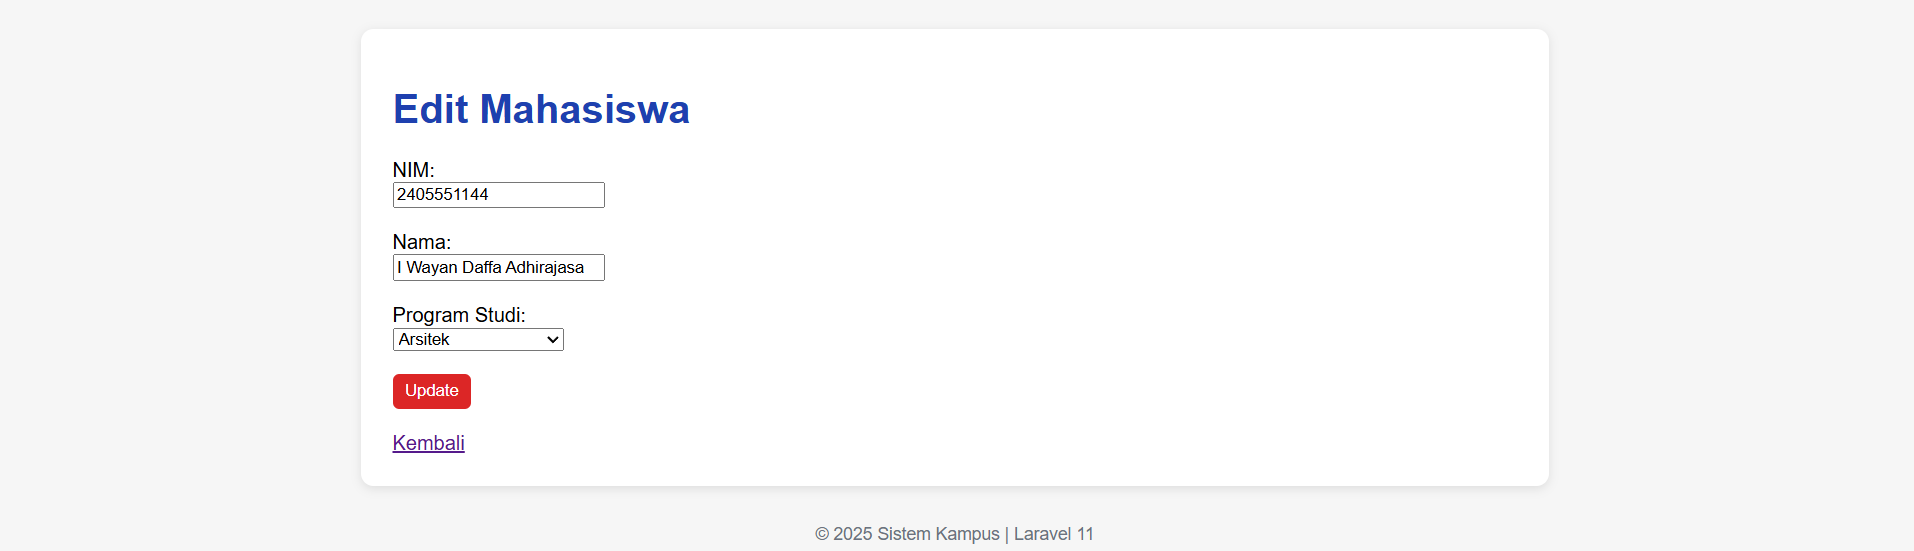 Edit Mahasiswa
NIM:
2405551144
Nama:
I Wayan Daffa Adhirajasa
Program Studi:
Arsitek
Update
Kembali
© 2025 Sistem Kampus | Laravel 11